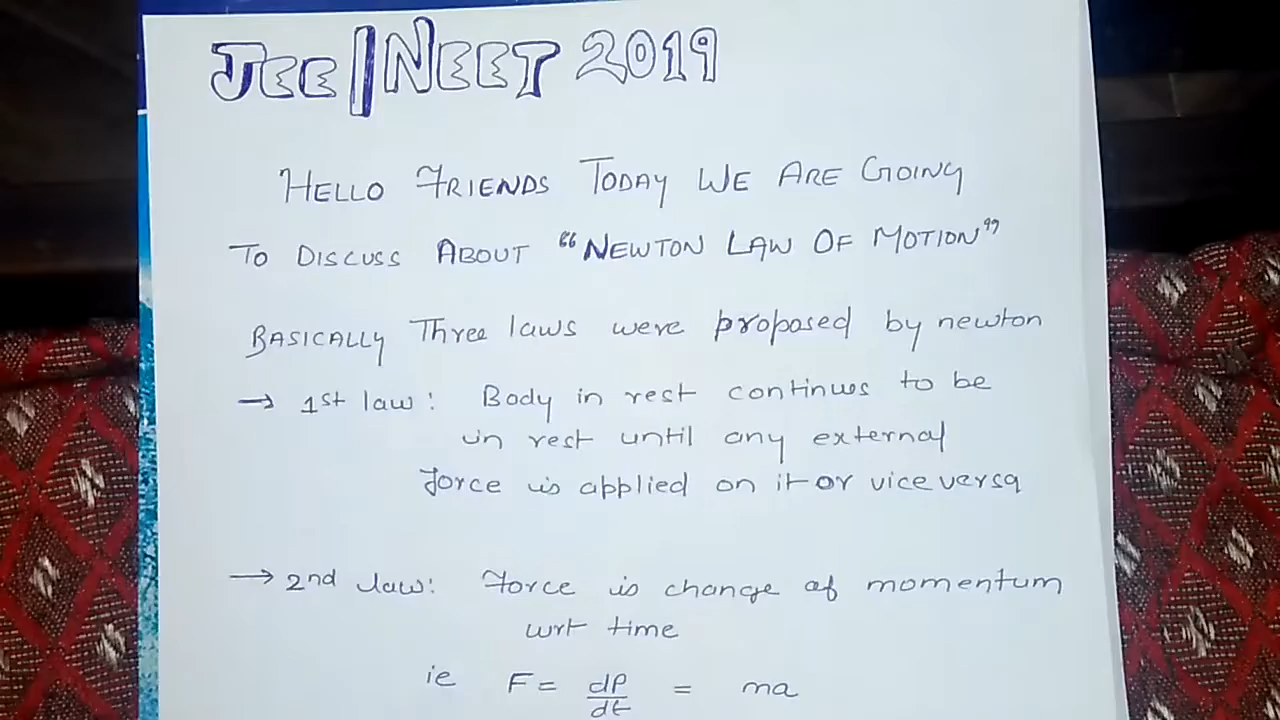 JEE/NEET 2019
HELLO FRIENDS TODAY WE ARE GOING
TO DISCUSS ABOUT "NEWTON LAW OF MOTION"
BASICALLY Three laws were proposed by newton
→ 1st law: Body in rest continues to be
in rest until any external
force is applied on it or vice versa
→ 2nd law: Force is change of momentum
wrt time
ie F = dP/dt = ma